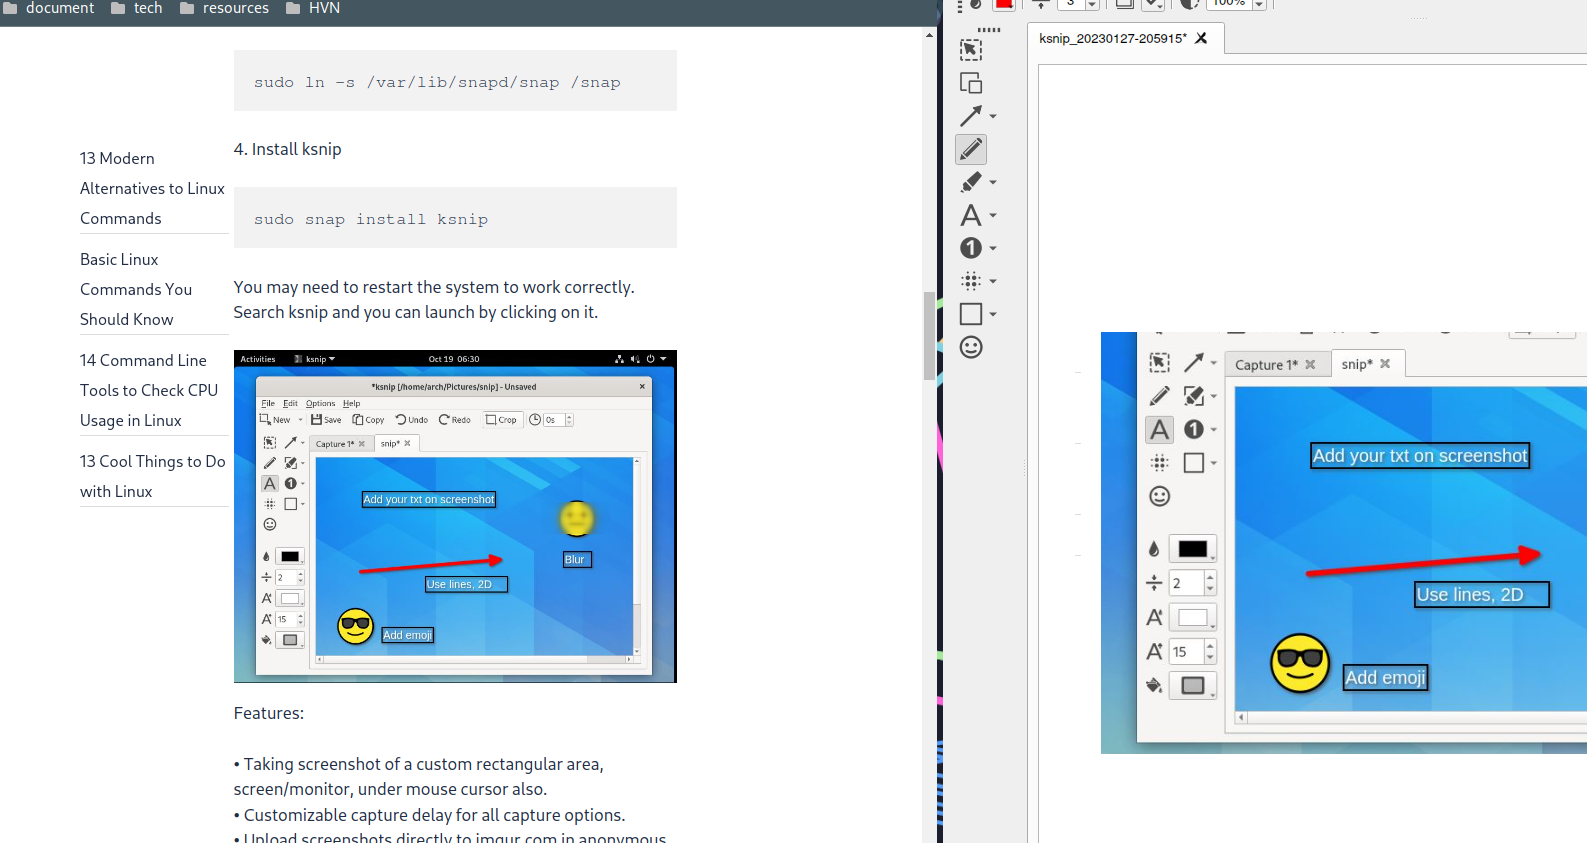 document tech resources HVN
sudo ln -s /var/lib/snapd/snap /snap
4. Install ksnip
sudo snap install ksnip
You may need to restart the system to work correctly.
Search ksnip and you can launch by clicking on it.
13 Modern
Alternatives to Linux
Commands
Basic Linux
Commands You
Should Know
14 Command Line
Tools to Check CPU
Usage in Linux
13 Cool Things to Do
with Linux
Activities ksnip Oct 19 06:30
*ksnip [/home/arch/Pictures/snip] - Unsaved
File Edit Options Help
New Save Copy Undo Redo Crop 0s
Capture 1* snip*
Add your txt on screenshot
Blur
Use lines, 2D
Add emoji
2
15
Features:
• Taking screenshot of a custom rectangular area,
screen/monitor, under mouse cursor also.
• Customizable capture delay for all capture options.
• Upload screenshots directly to imgur.com in anonymous
3 100%
ksnip_20230127-205915*
Capture 1* snip*
Add your txt on screenshot
Use lines, 2D
Add emoji
2
15